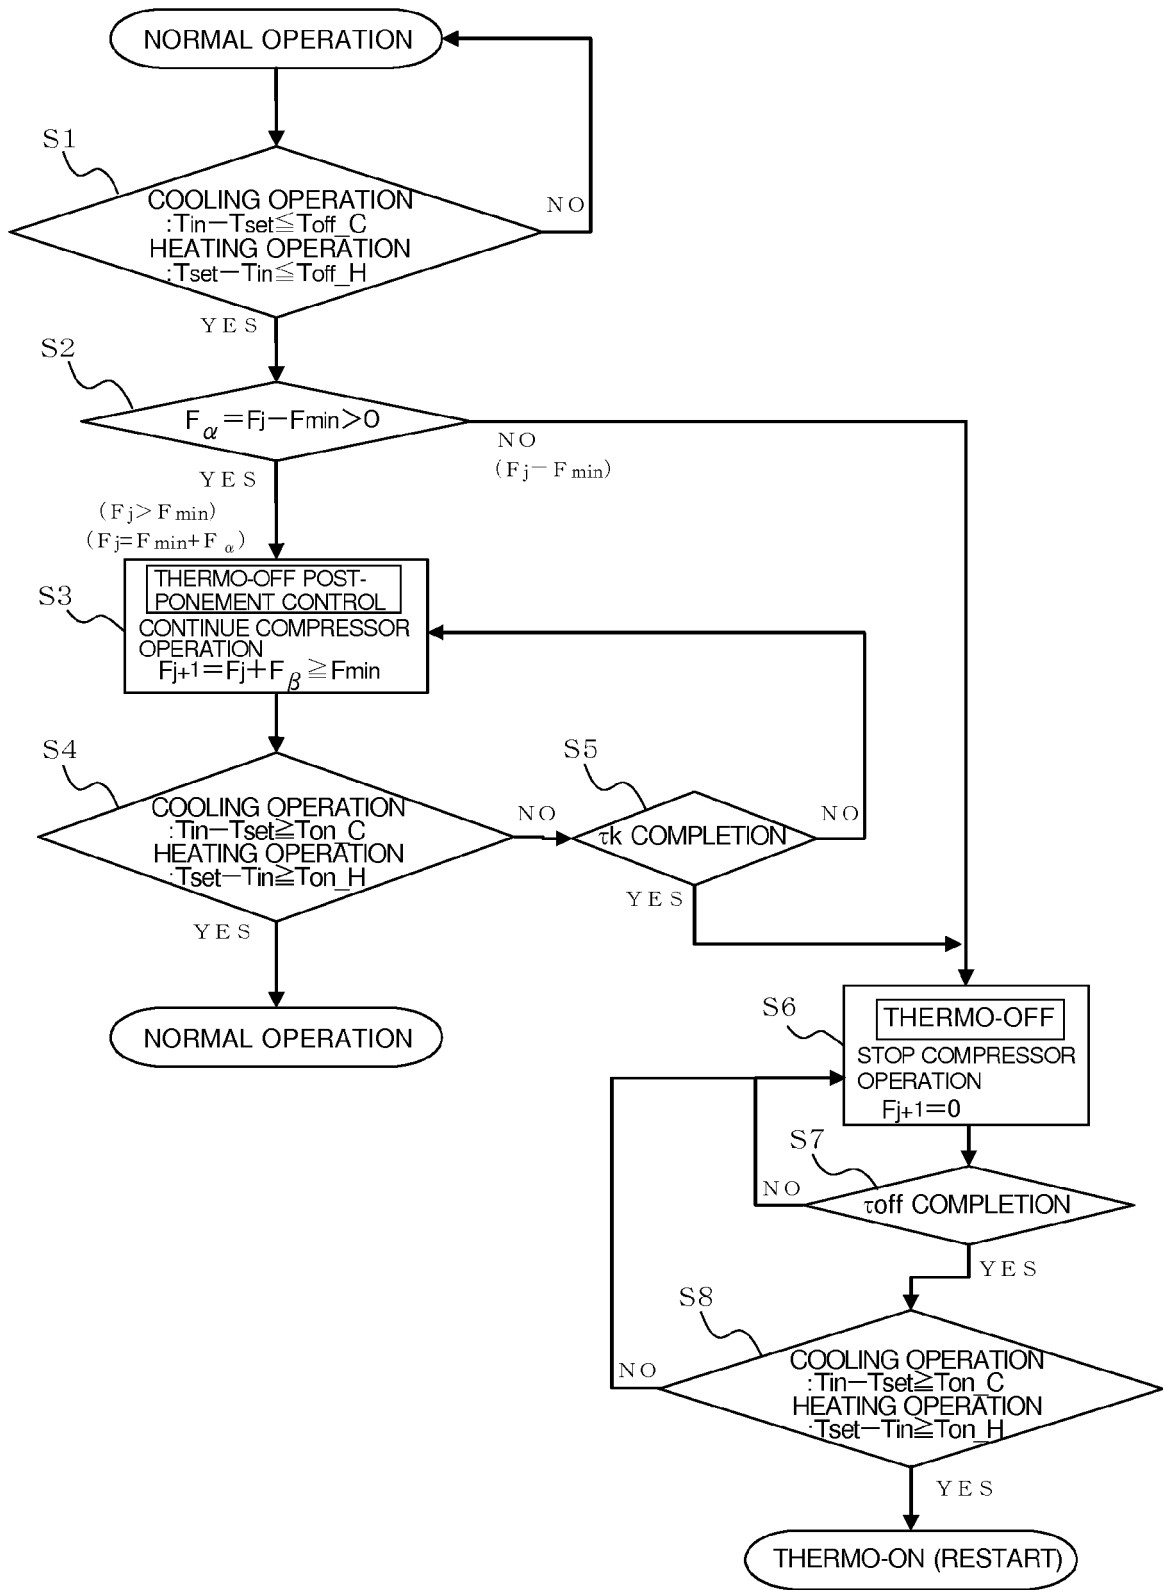 NORMAL OPERATION
S1
COOLING OPERATION
:Tin−Tset≦Toff_C
HEATING OPERATION
:Tset−Tin≦Toff_H
NO
YES
S2
Fα=Fj−Fmin>0
NO
(Fj−Fmin)
YES
(Fj>Fmin)
(Fj=Fmin+Fα)
S3
THERMO-OFF POST-
PONEMENT CONTROL
CONTINUE COMPRESSOR
OPERATION
Fj+1=Fj+Fβ≧Fmin
S4
COOLING OPERATION
:Tin−Tset≧Ton_C
HEATING OPERATION
:Tset−Tin≧Ton_H
NO
YES
S5
τk COMPLETION
NO
YES
NORMAL OPERATION
S6
THERMO-OFF
STOP COMPRESSOR
OPERATION
Fj+1=0
S7
τoff COMPLETION
NO
YES
S8
COOLING OPERATION
:Tin−Tset≧Ton_C
HEATING OPERATION
:Tset−Tin≧Ton_H
NO
YES
THERMO-ON (RESTART)